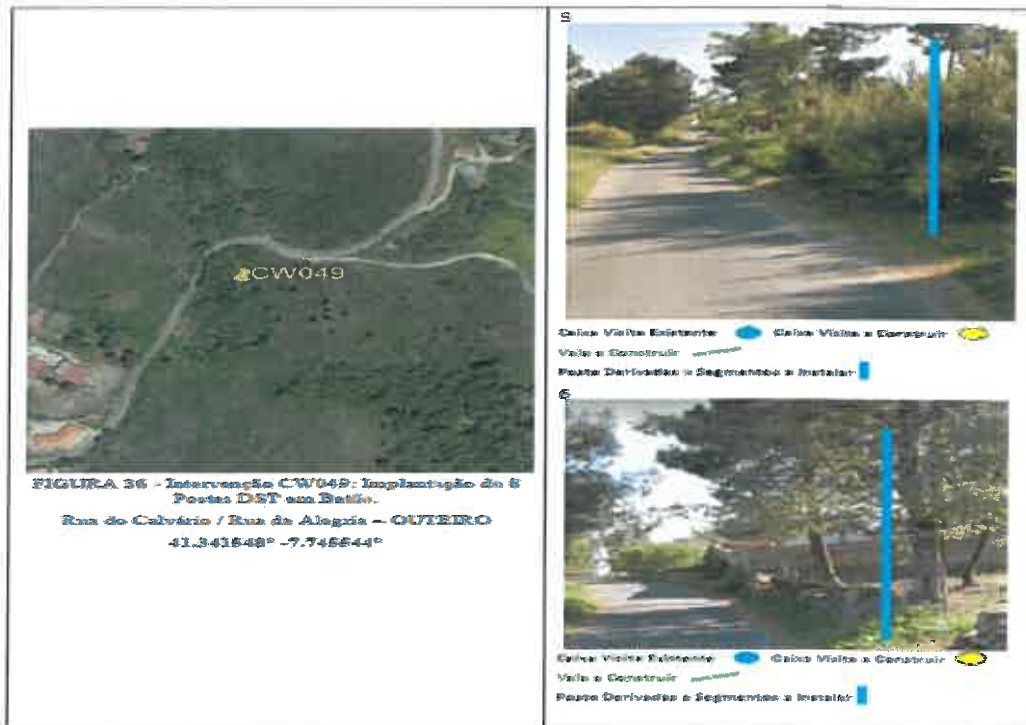 CW049
FIGURA 36 - Intervenção CW049: Implantação de 8
Postes DST em Betão.
Rua do Calvário / Rua da Alegria – OUTEIRO
41.341548° -7.745544°
5
Caixa Visita Existente Caixa Visita a Construir
Vala a Construir
Poste Derivadas e Segmentos a Instalar
6
Caixa Visita Existente Caixa Visita a Construir
Vala a Construir
Poste Derivadas e Segmentos a Instalar